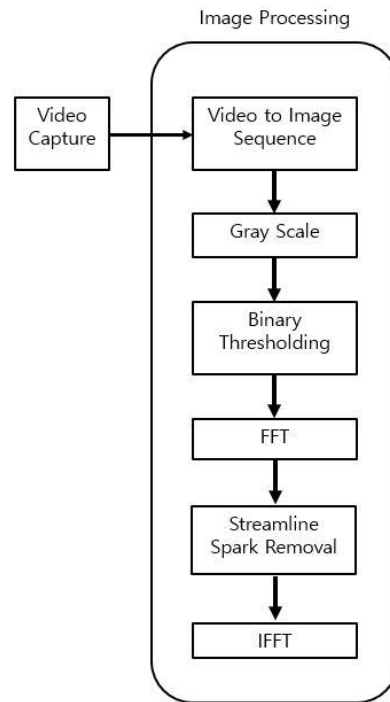 Image Processing
Video
Capture
Video to Image
Sequence
Gray Scale
Binary
Thresholding
FFT
Streamline
Spark Removal
IFFT